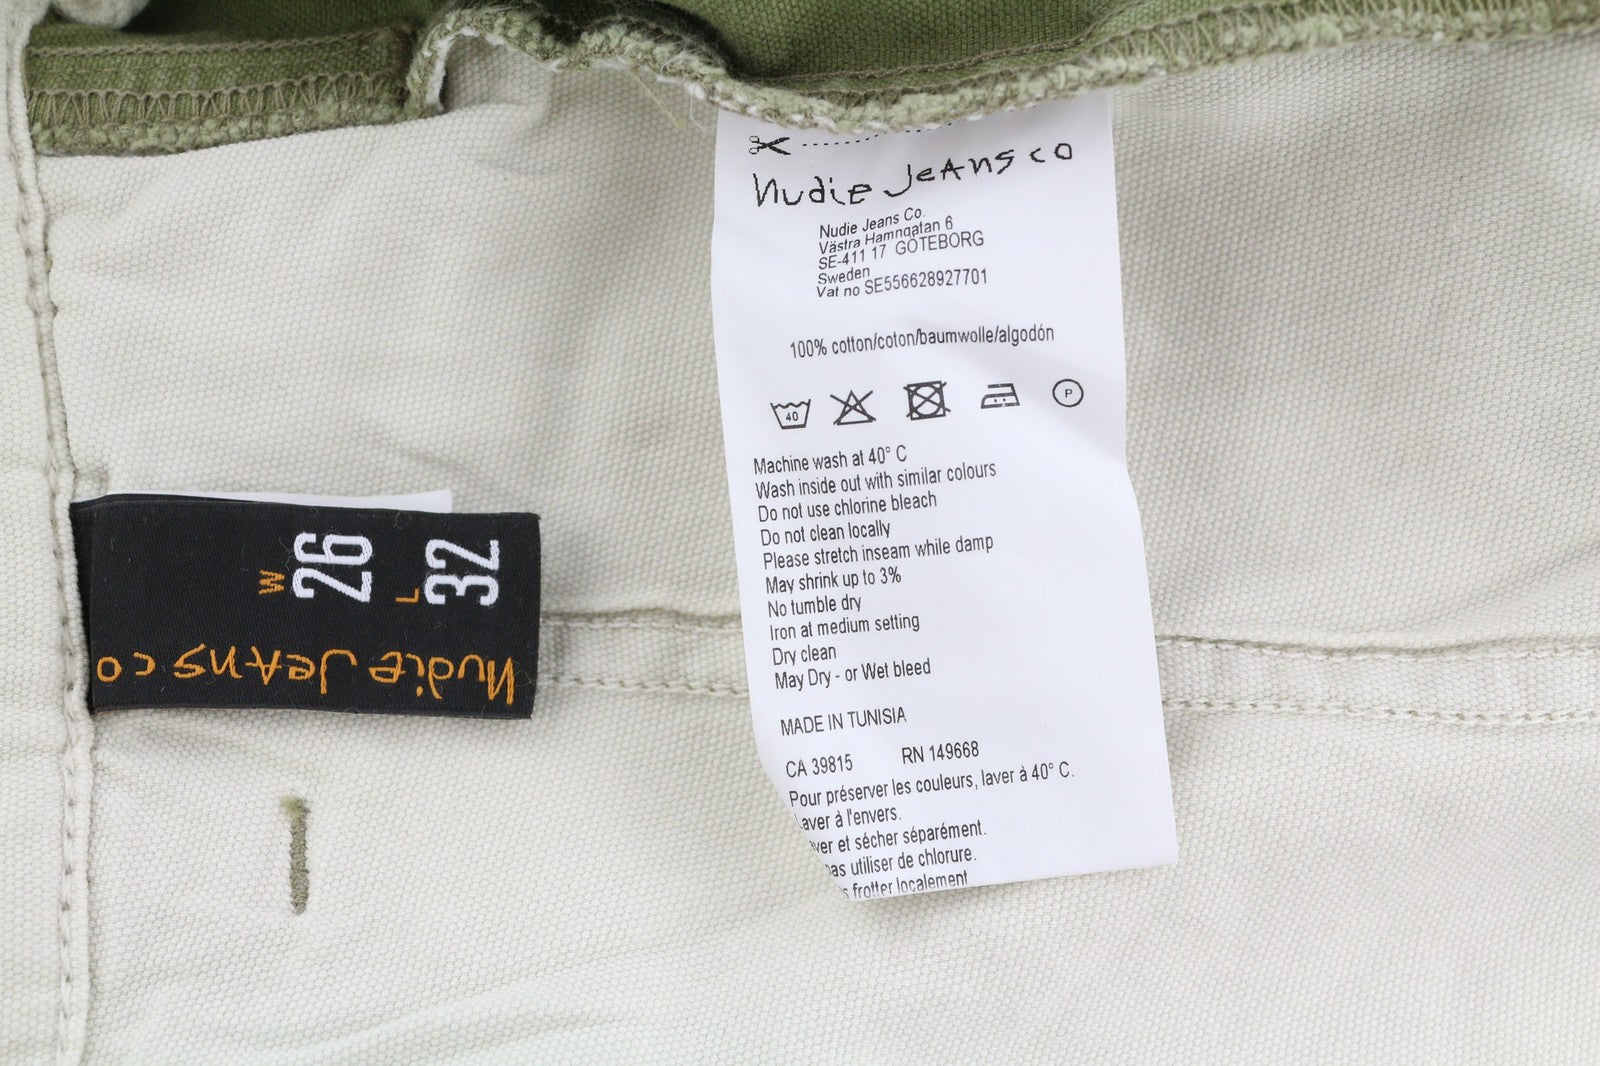 nudie jeans co
Nudie Jeans Co.
Västra Hamngatan 6
SE-411 17 GÖTEBORG
Sweden
Vat no SE556628927701
100% cotton/coton/baumwolle/algodón
40
P
Machine wash at 40° C
Wash inside out with similar colours
Do not use chlorine bleach
Do not clean locally
Please stretch inseam while damp
May shrink up to 3%
No tumble dry
Iron at medium setting
Dry clean
May Dry - or Wet bleed
MADE IN TUNISIA
CA 39815 RN 149668
Pour préserver les couleurs, laver à 40° C.
Laver à l'envers.
et sécher séparément.
utiliser de chlorure.
frotter localement
W
26
L
32
nudie jeans co